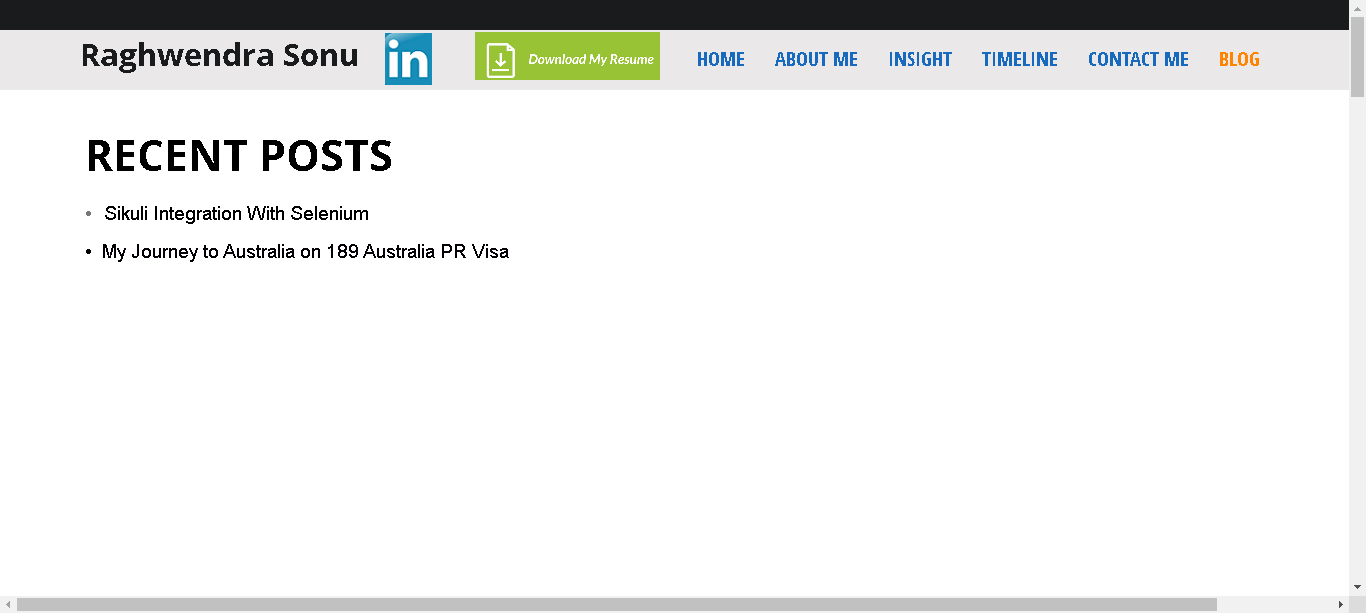 Raghwendra Sonu
in
Download My Resume
HOME
ABOUT ME
INSIGHT
TIMELINE
CONTACT ME
BLOG
RECENT POSTS
• Sikuli Integration With Selenium
• My Journey to Australia on 189 Australia PR Visa